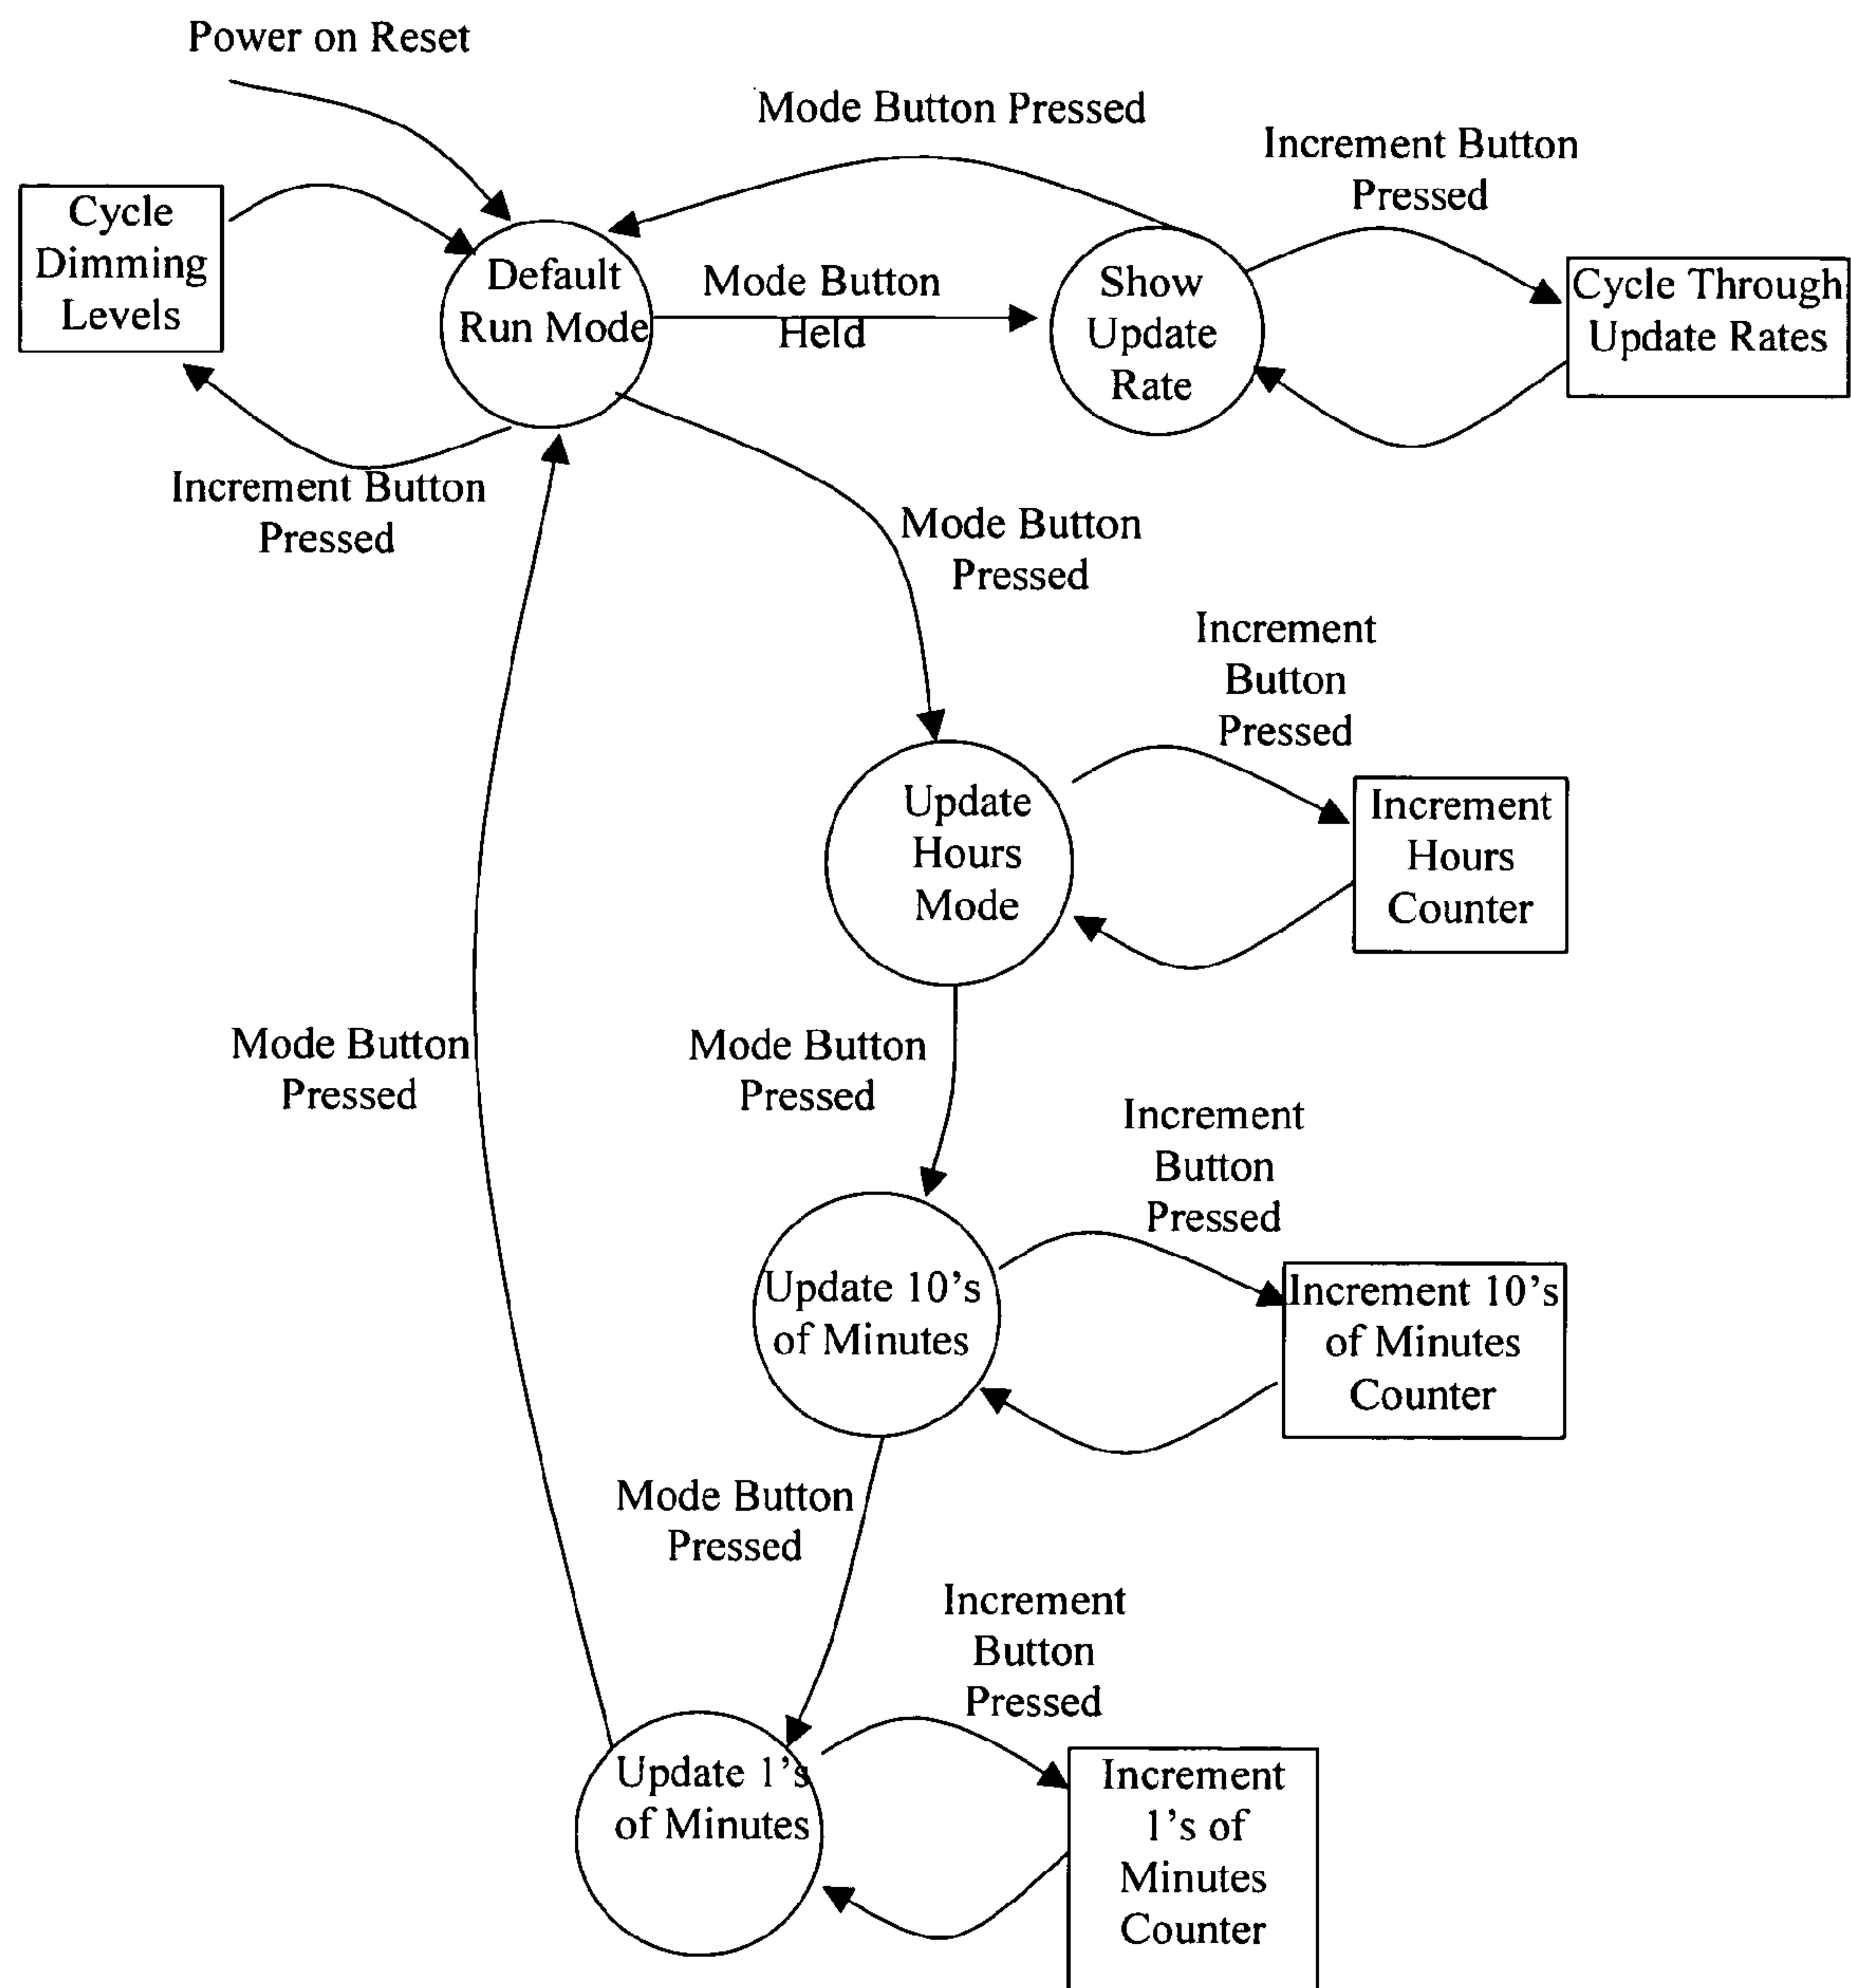 Power on Reset
Mode Button Pressed
Increment Button
Pressed
Cycle
Dimming
Levels
Default
Run Mode
Mode Button
Held
Show
Update
Rate
Cycle Through
Update Rates
Increment Button
Pressed
Mode Button
Pressed
Increment
Button
Pressed
Update
Hours
Mode
Increment
Hours
Counter
Mode Button
Pressed
Mode Button
Pressed
Increment
Button
Pressed
Update 10’s
of Minutes
Increment 10’s
of Minutes
Counter
Mode Button
Pressed
Increment
Button
Pressed
Update 1’s
of Minutes
Increment
1’s of
Minutes
Counter